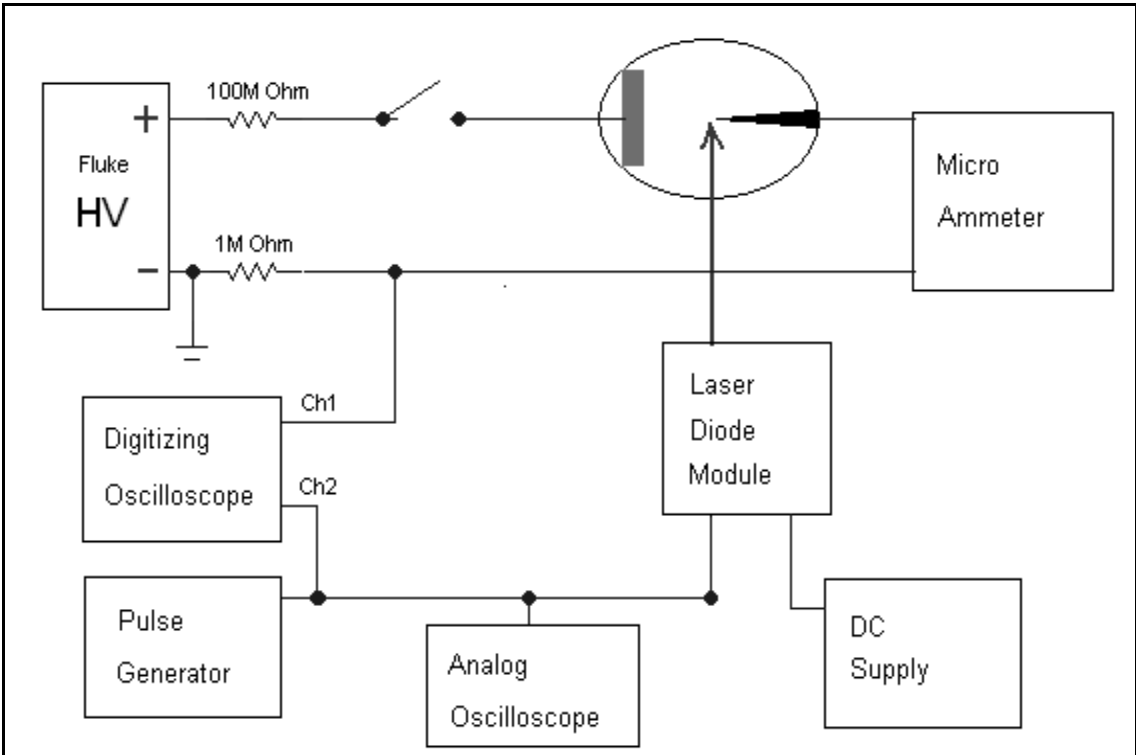 100M Ohm
+
Fluke
HV
1M Ohm
-
Micro
Ammeter
Laser
Diode
Module
Ch1
Digitizing
Oscilloscope
Ch2
Pulse
Generator
Analog
Oscilloscope
DC
Supply